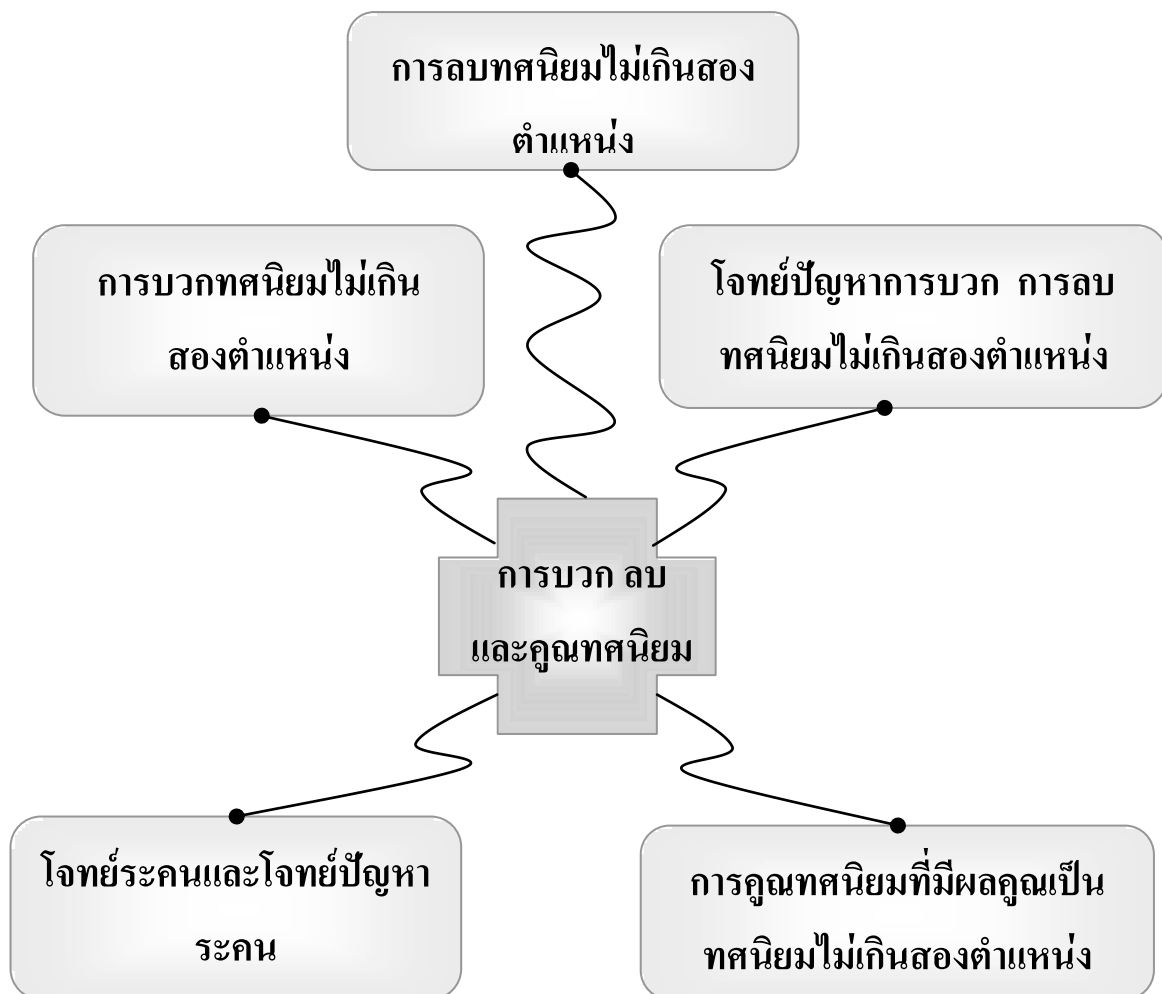 การลบทศนิยมไม่เกินสอง
ตำแหน่ง
การบวกทศนิยมไม่เกิน
สองตำแหน่ง
โจทย์ปัญหาการบวก การลบ
ทศนิยมไม่เกินสองตำแหน่ง
การบวก ลบ
และคูณทศนิยม
โจทย์ระคนและโจทย์ปัญหา
ระคน
การคูณทศนิยมที่มีผลคูณเป็น
ทศนิยมไม่เกินสองตำแหน่ง